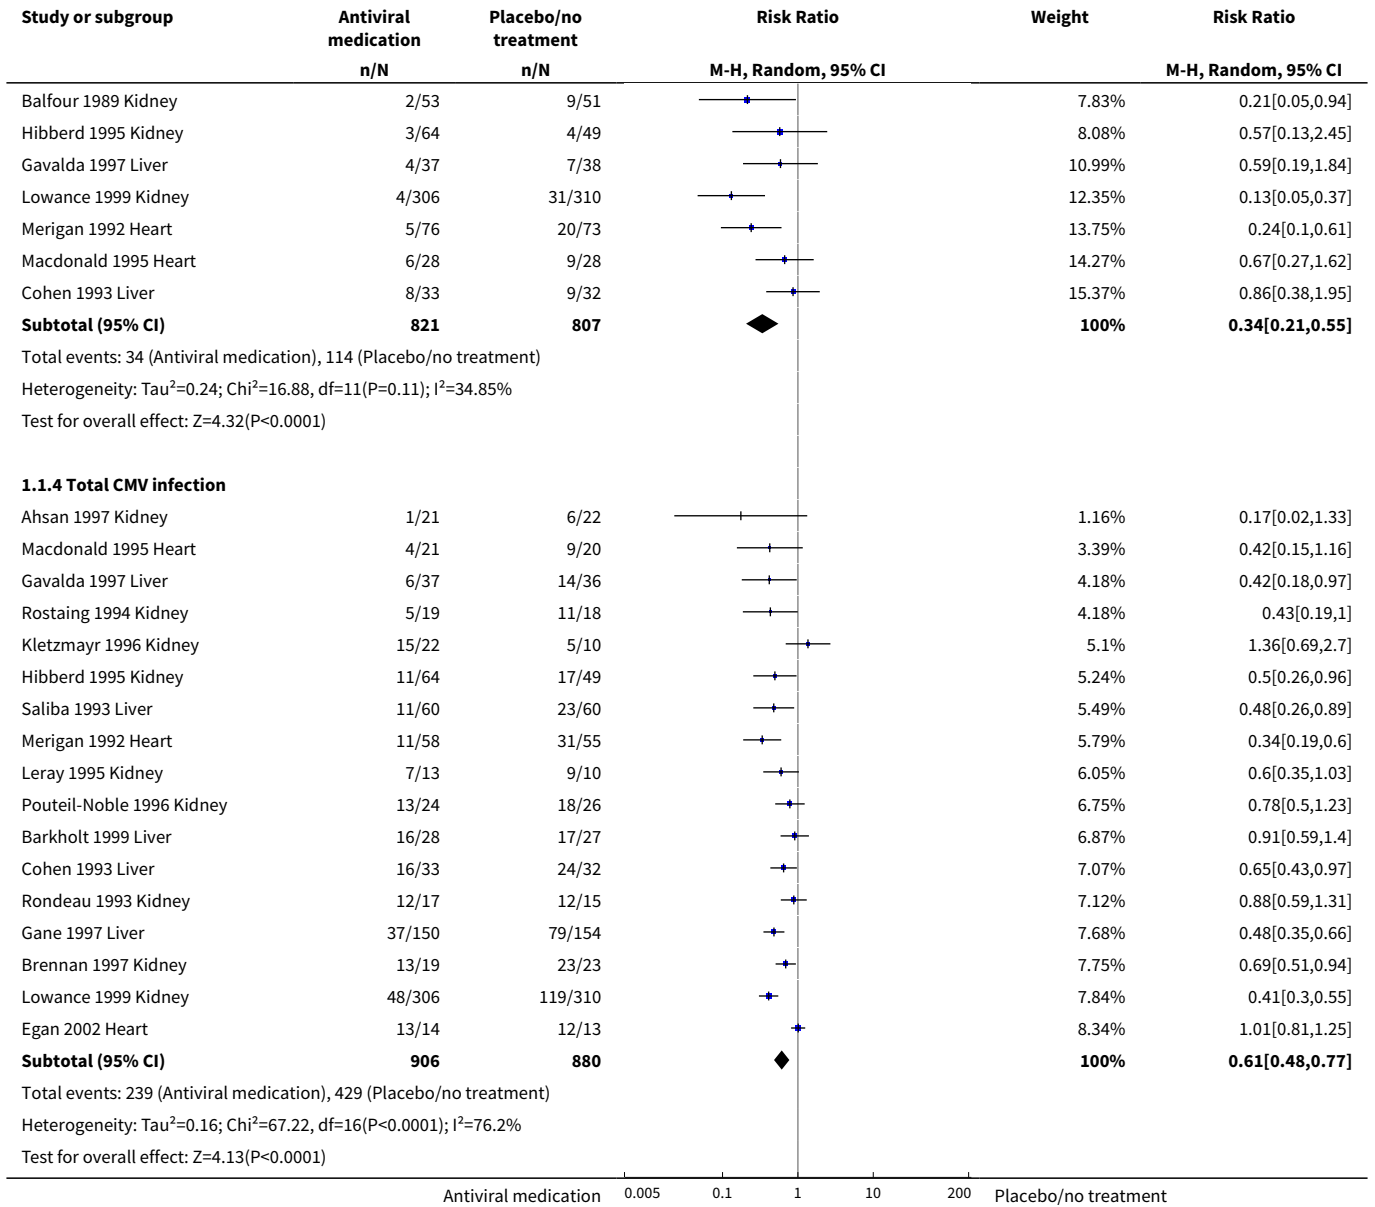 Study or subgroup Antiviral medication Placebo/no treatment Risk Ratio Weight Risk Ratio
n/N n/N M-H, Random, 95% CI M-H, Random, 95% CI
Balfour 1989 Kidney 2/53 9/51 7.83% 0.21[0.05,0.94]
Hibberd 1995 Kidney 3/64 4/49 8.08% 0.57[0.13,2.45]
Gavalda 1997 Liver 4/37 7/38 10.99% 0.59[0.19,1.84]
Lowance 1999 Kidney 4/306 31/310 12.35% 0.13[0.05,0.37]
Merigan 1992 Heart 5/76 20/73 13.75% 0.24[0.1,0.61]
Macdonald 1995 Heart 6/28 9/28 14.27% 0.67[0.27,1.62]
Cohen 1993 Liver 8/33 9/32 15.37% 0.86[0.38,1.95]
Subtotal (95% CI) 821 807 100% 0.34[0.21,0.55]
Total events: 34 (Antiviral medication), 114 (Placebo/no treatment)
Heterogeneity: Tau²=0.24; Chi²=16.88, df=11(P=0.11); I²=34.85%
Test for overall effect: Z=4.32(P<0.0001)
1.1.4 Total CMV infection
Ahsan 1997 Kidney 1/21 6/22 1.16% 0.17[0.02,1.33]
Macdonald 1995 Heart 4/21 9/20 3.39% 0.42[0.15,1.16]
Gavalda 1997 Liver 6/37 14/36 4.18% 0.42[0.18,0.97]
Rostaing 1994 Kidney 5/19 11/18 4.18% 0.43[0.19,1]
Kletzmayr 1996 Kidney 15/22 5/10 5.1% 1.36[0.69,2.7]
Hibberd 1995 Kidney 11/64 17/49 5.24% 0.5[0.26,0.96]
Saliba 1993 Liver 11/60 23/60 5.49% 0.48[0.26,0.89]
Merigan 1992 Heart 11/58 31/55 5.79% 0.34[0.19,0.6]
Leray 1995 Kidney 7/13 9/10 6.05% 0.6[0.35,1.03]
Pouteil-Noble 1996 Kidney 13/24 18/26 6.75% 0.78[0.5,1.23]
Barkholt 1999 Liver 16/28 17/27 6.87% 0.91[0.59,1.4]
Cohen 1993 Liver 16/33 24/32 7.07% 0.65[0.43,0.97]
Rondeau 1993 Kidney 12/17 12/15 7.12% 0.88[0.59,1.31]
Gane 1997 Liver 37/150 79/154 7.68% 0.48[0.35,0.66]
Brennan 1997 Kidney 13/19 23/23 7.75% 0.69[0.51,0.94]
Lowance 1999 Kidney 48/306 119/310 7.84% 0.41[0.3,0.55]
Egan 2002 Heart 13/14 12/13 8.34% 1.01[0.81,1.25]
Subtotal (95% CI) 906 880 100% 0.61[0.48,0.77]
Total events: 239 (Antiviral medication), 429 (Placebo/no treatment)
Heterogeneity: Tau²=0.16; Chi²=67.22, df=16(P<0.0001); I²=76.2%
Test for overall effect: Z=4.13(P<0.0001)
Antiviral medication 0.005 0.1 1 10 200 Placebo/no treatment